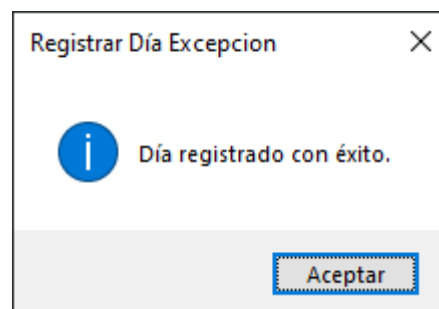 Registrar Día Excepcion
Día registrado con éxito.
Aceptar